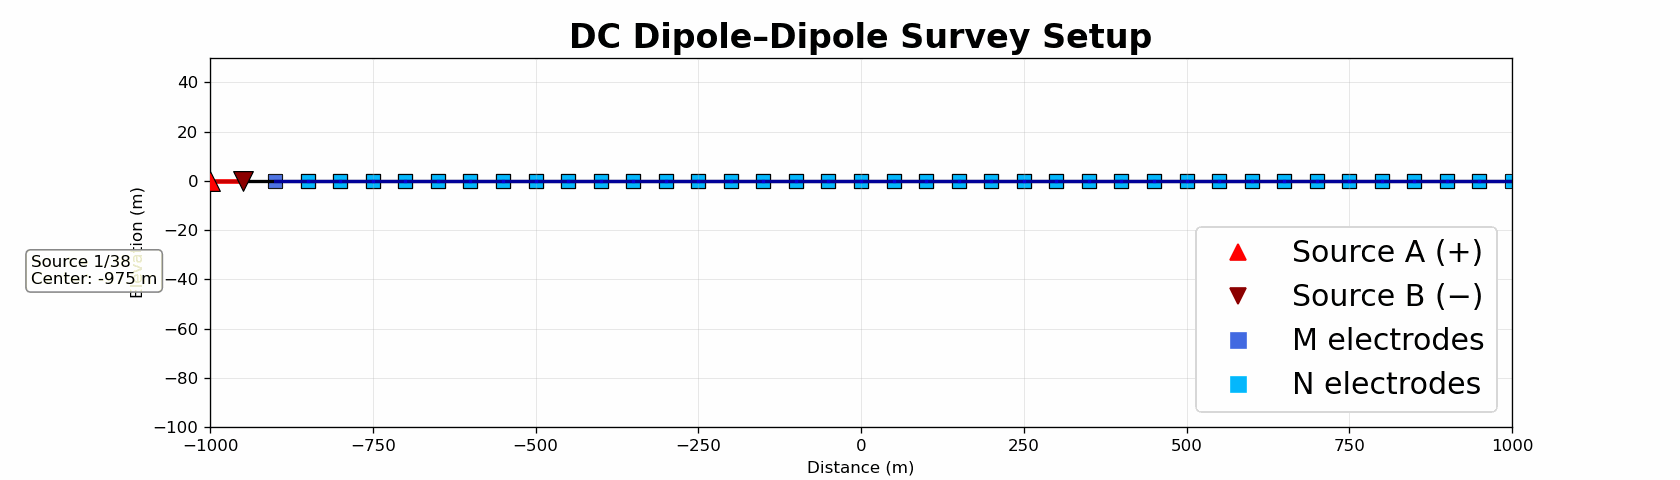 DC Dipole–Dipole Survey Setup
40
20
0
−20
−40
−60
−80
−100
Elevation (m)
Source 1/38
Center: -975 m
Source A (+)
Source B (−)
M electrodes
N electrodes
−1000 −750 −500 −250 0 250 500 750 1000
Distance (m)